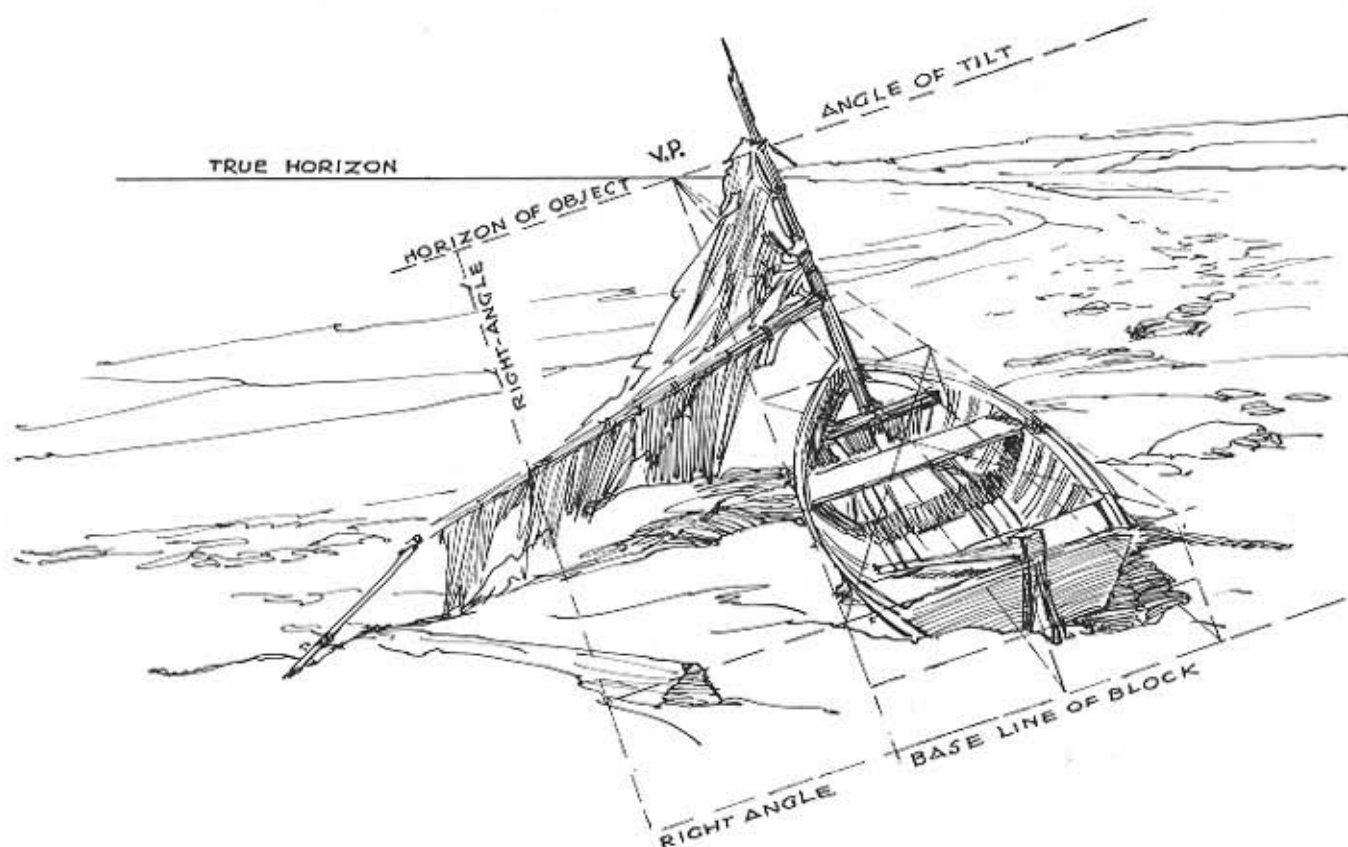 ANGLE OF TILT
V.P.
TRUE HORIZON
HORIZON OF OBJECT
RIGHT-ANGLE
BASE LINE OF BLOCK
RIGHT ANGLE